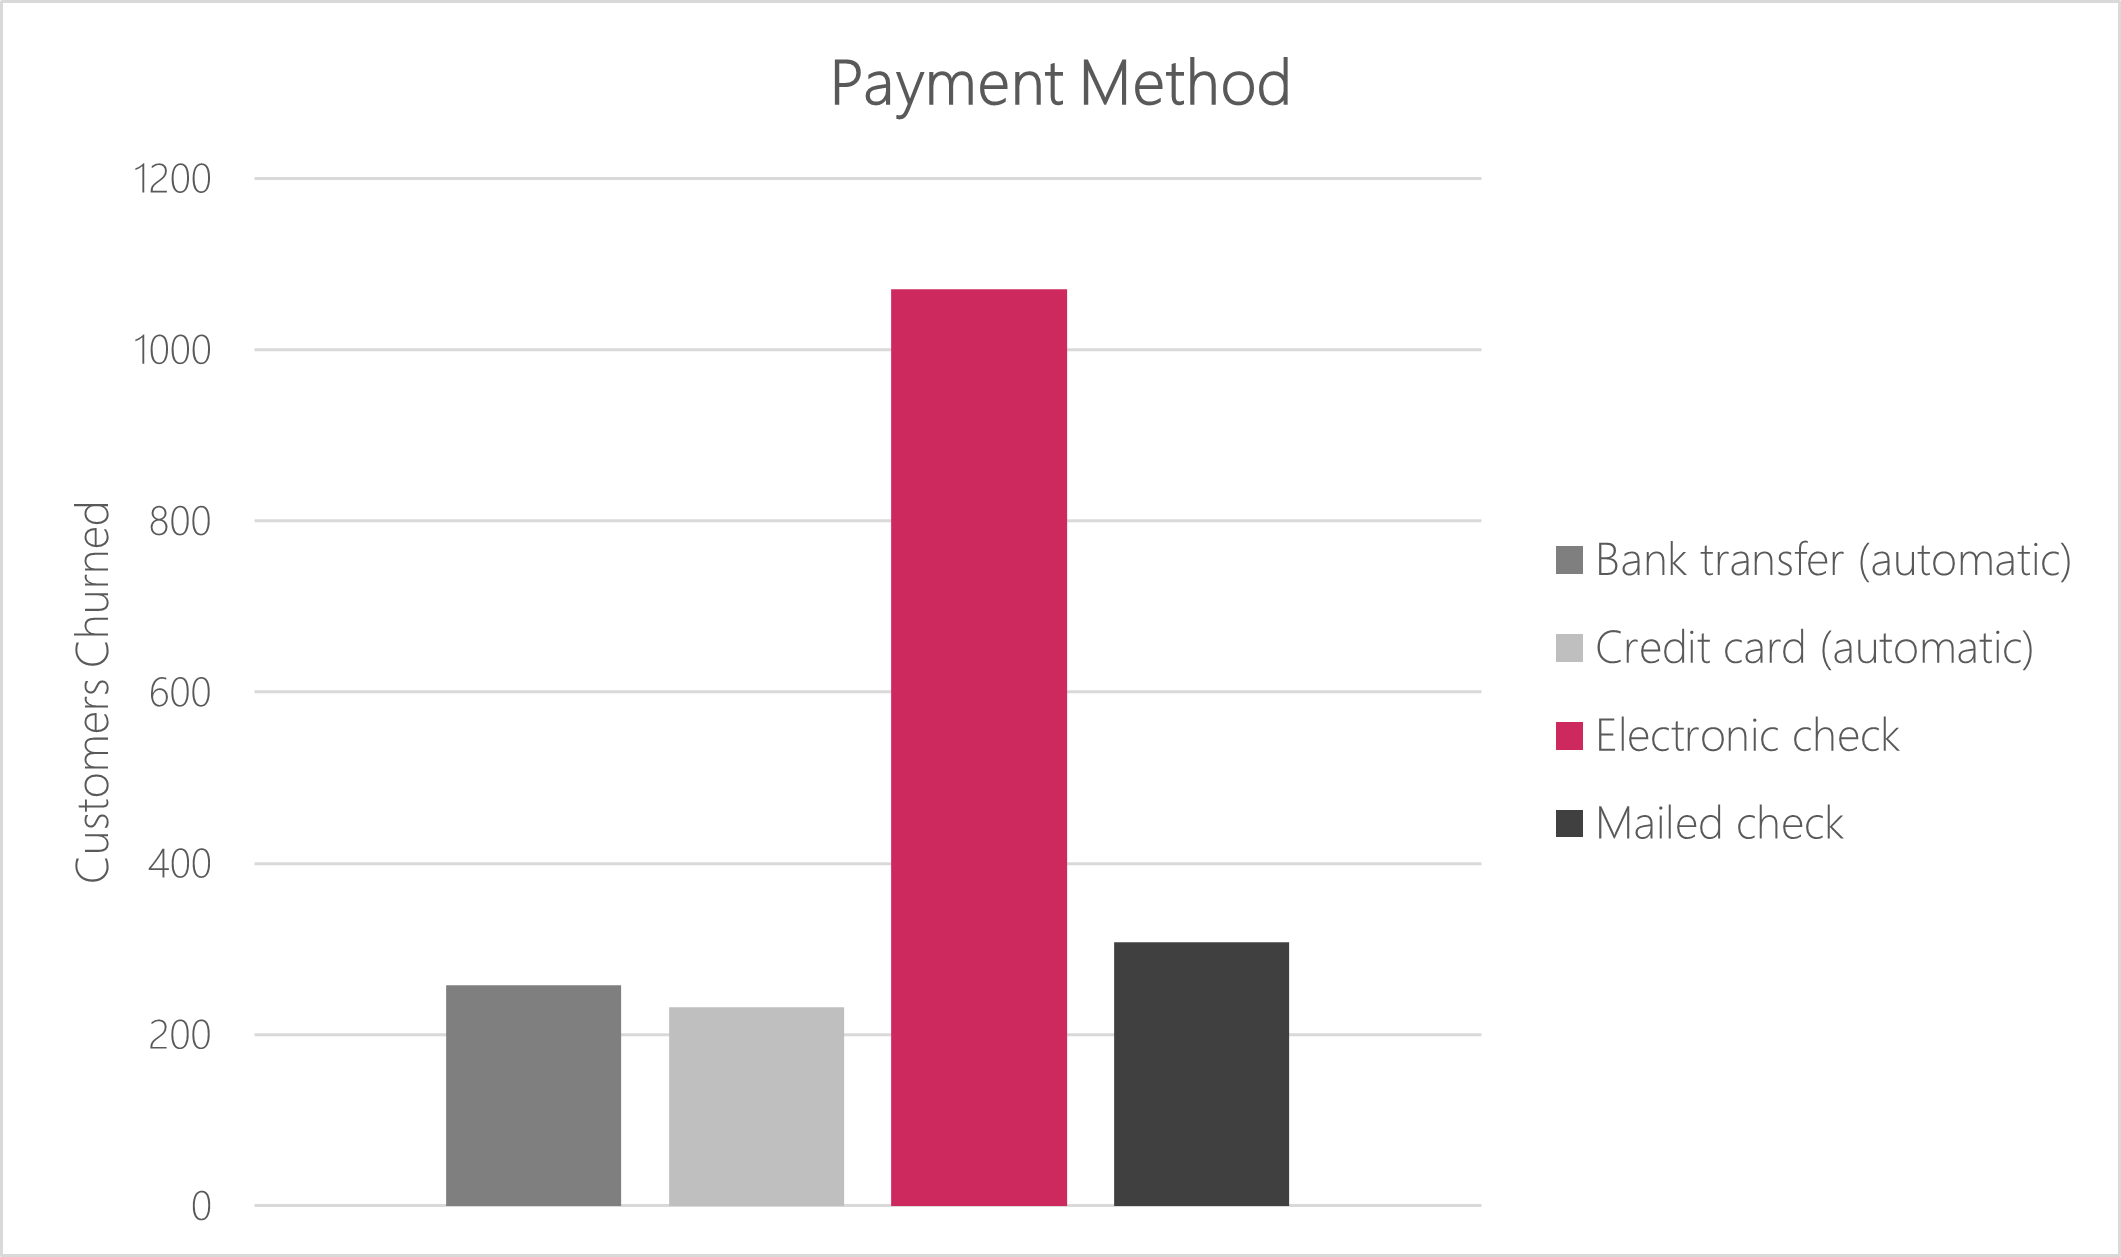 Payment Method
1200
1000
800
600
400
200
0
Customers Churned
Bank transfer (automatic)
Credit card (automatic)
Electronic check
Mailed check